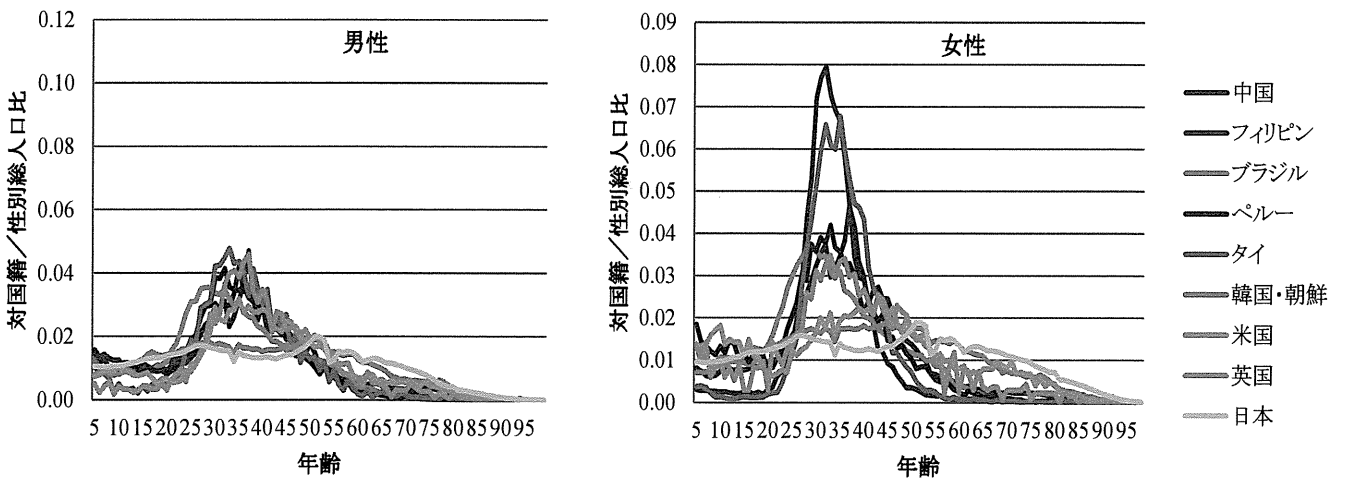 男性
対国籍／性別総人口比
0.12
0.10
0.08
0.06
0.04
0.02
0.00
5 10 15 20 25 30 35 40 45 50 55 60 65 70 75 80 85 90 95
年齢
女性
対国籍／性別総人口比
0.09
0.08
0.07
0.06
0.05
0.04
0.03
0.02
0.01
0.00
5 10 15 20 25 30 35 40 45 50 55 60 65 70 75 80 85 90 95
年齢
中国
フィリピン
ブラジル
ペルー
タイ
韓国・朝鮮
米国
英国
日本